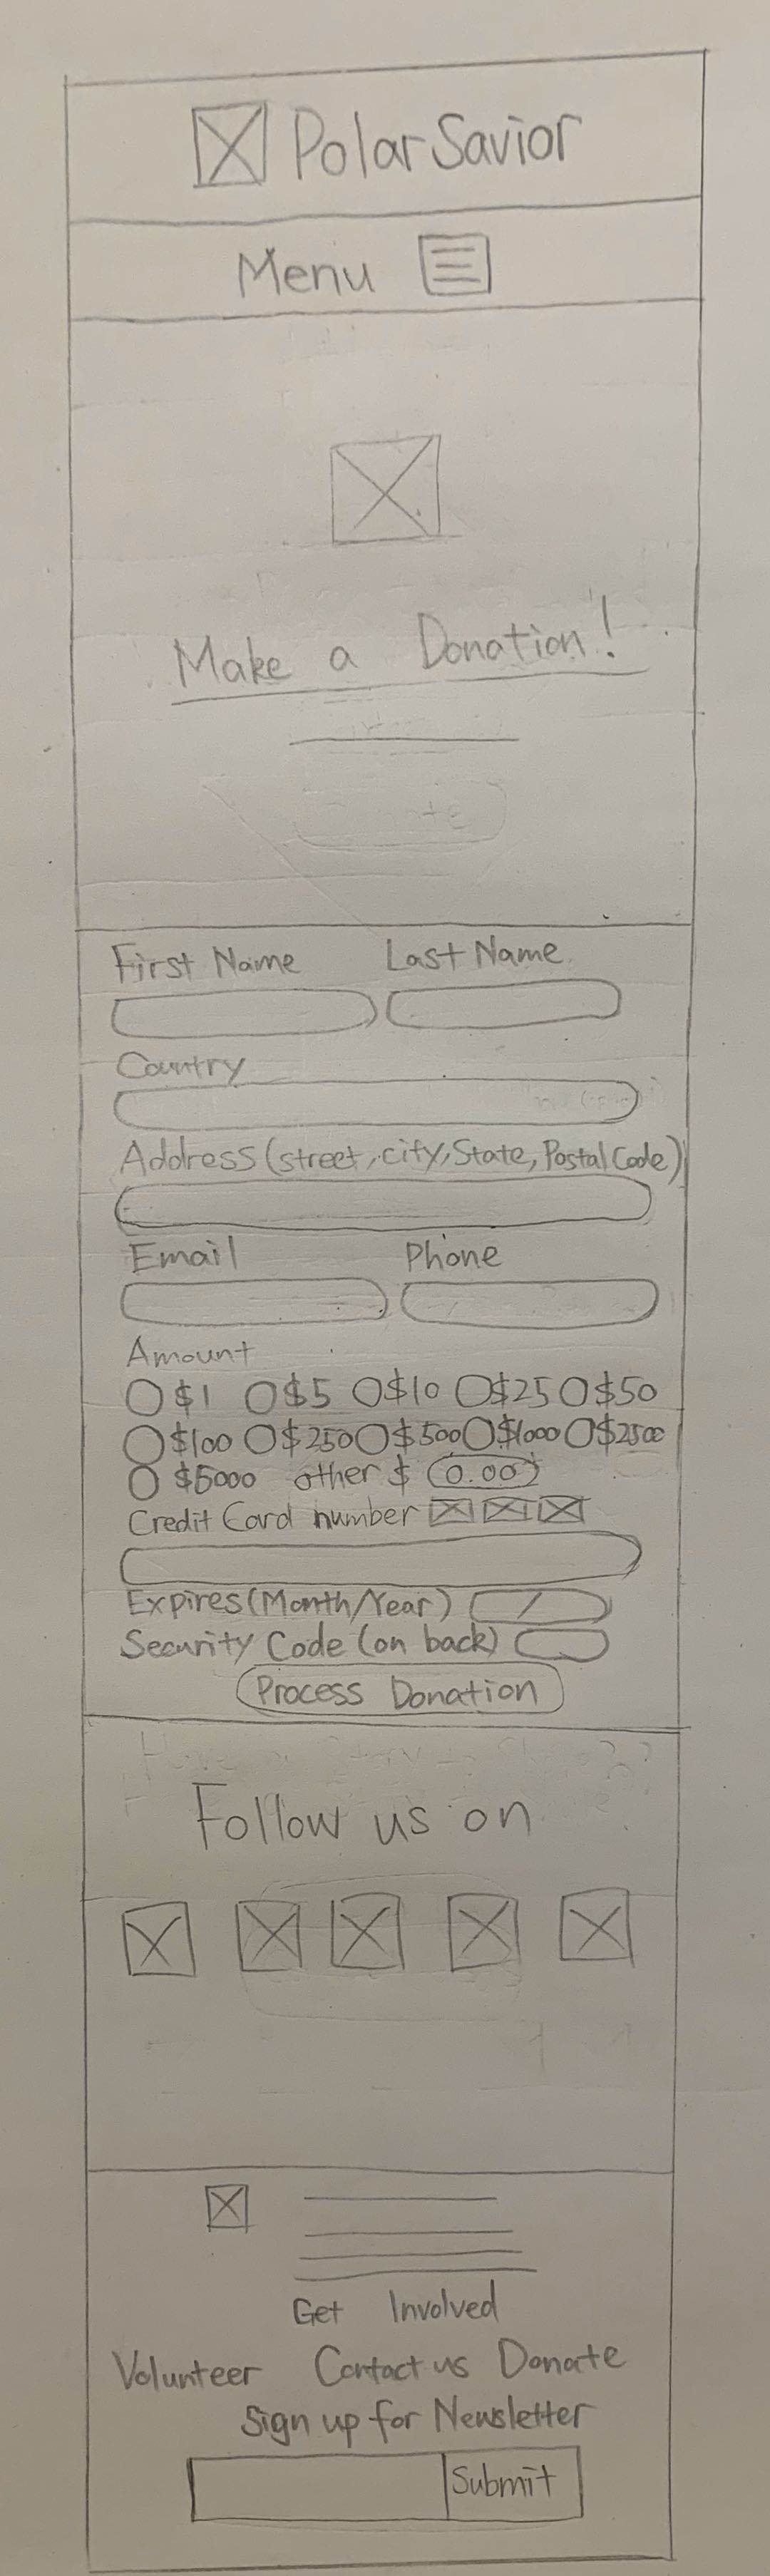 Polar Savior
Menu
Make a Donation!
First Name Last Name
Country
Address (street, city, State, Postal Code)
Email Phone
Amount
$1 $5 $10 $25 $50
$100 $250 $500 $1000 $2500
$5000 other $ 0.00
Credit Card number
Expires (Month/Year) /
Security Code (on back)
Process Donation
Follow us on
Get Involved
Volunteer Contact us Donate
Sign up for Newsletter
Submit